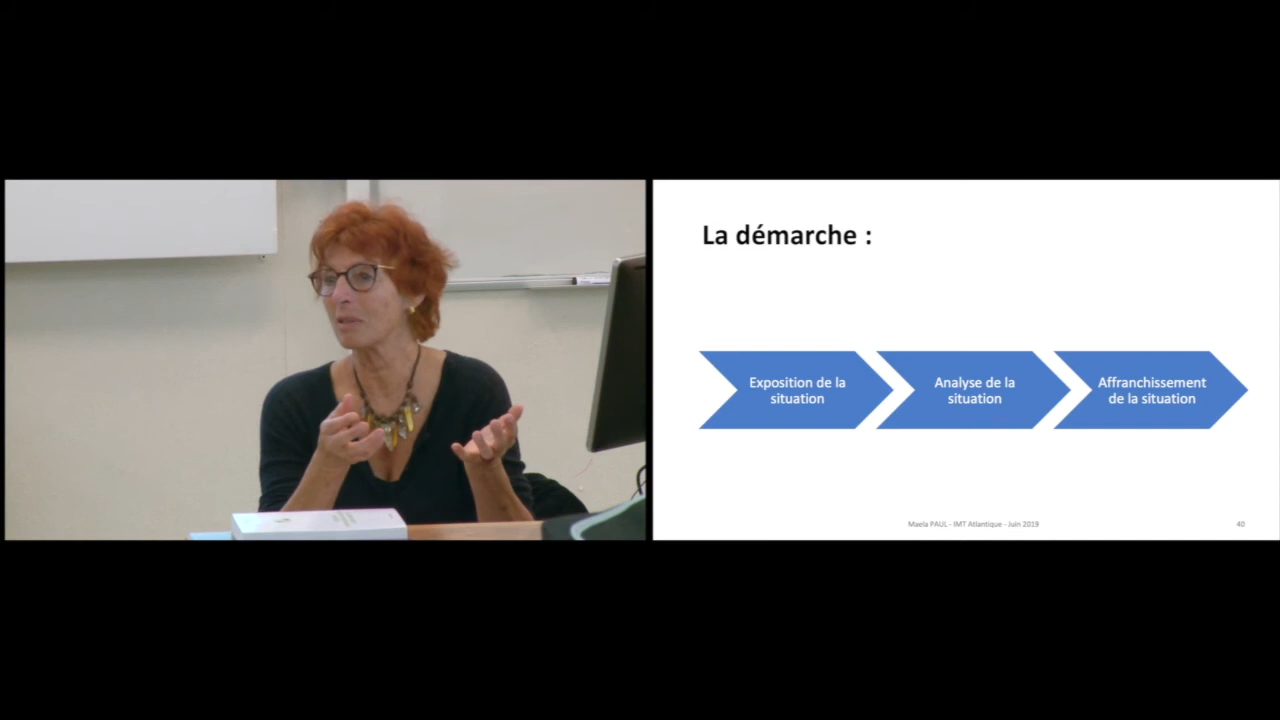 La démarche :
Exposition de la
situation
Analyse de la
situation
Affranchissement
de la situation
Maela PAUL - IMT Atlantique - Juin 2019
40